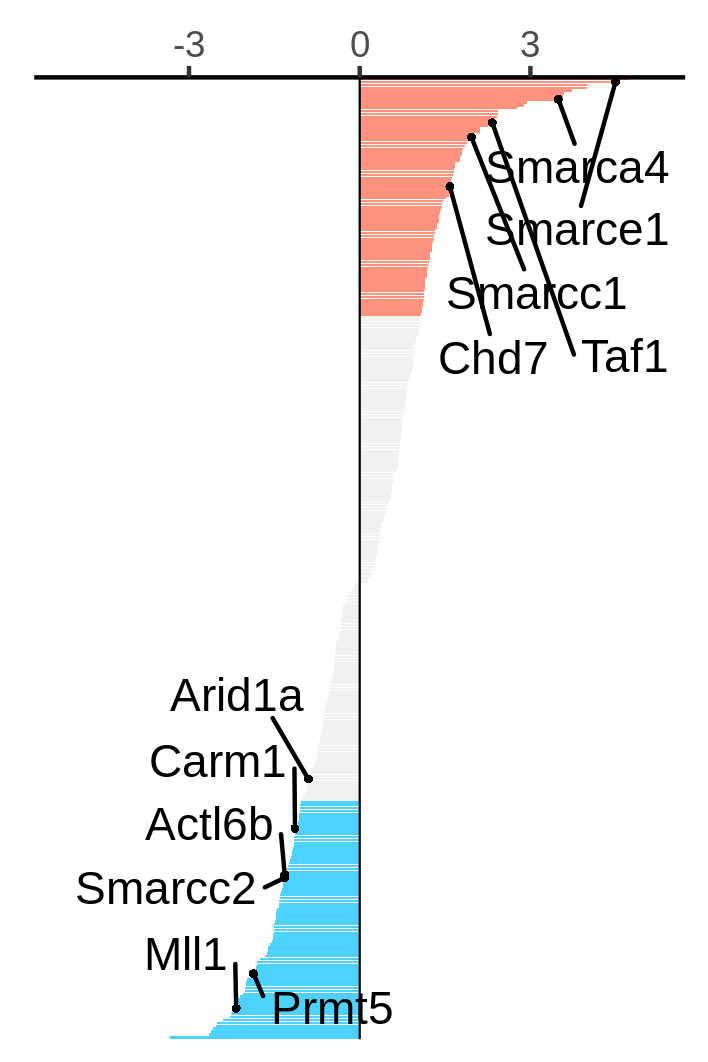 -3 0 3
Smarca4
Smarce1
Smarcc1
Chd7 Taf1
Arid1a
Carm1
Actl6b
Smarcc2
Mll1
Prmt5